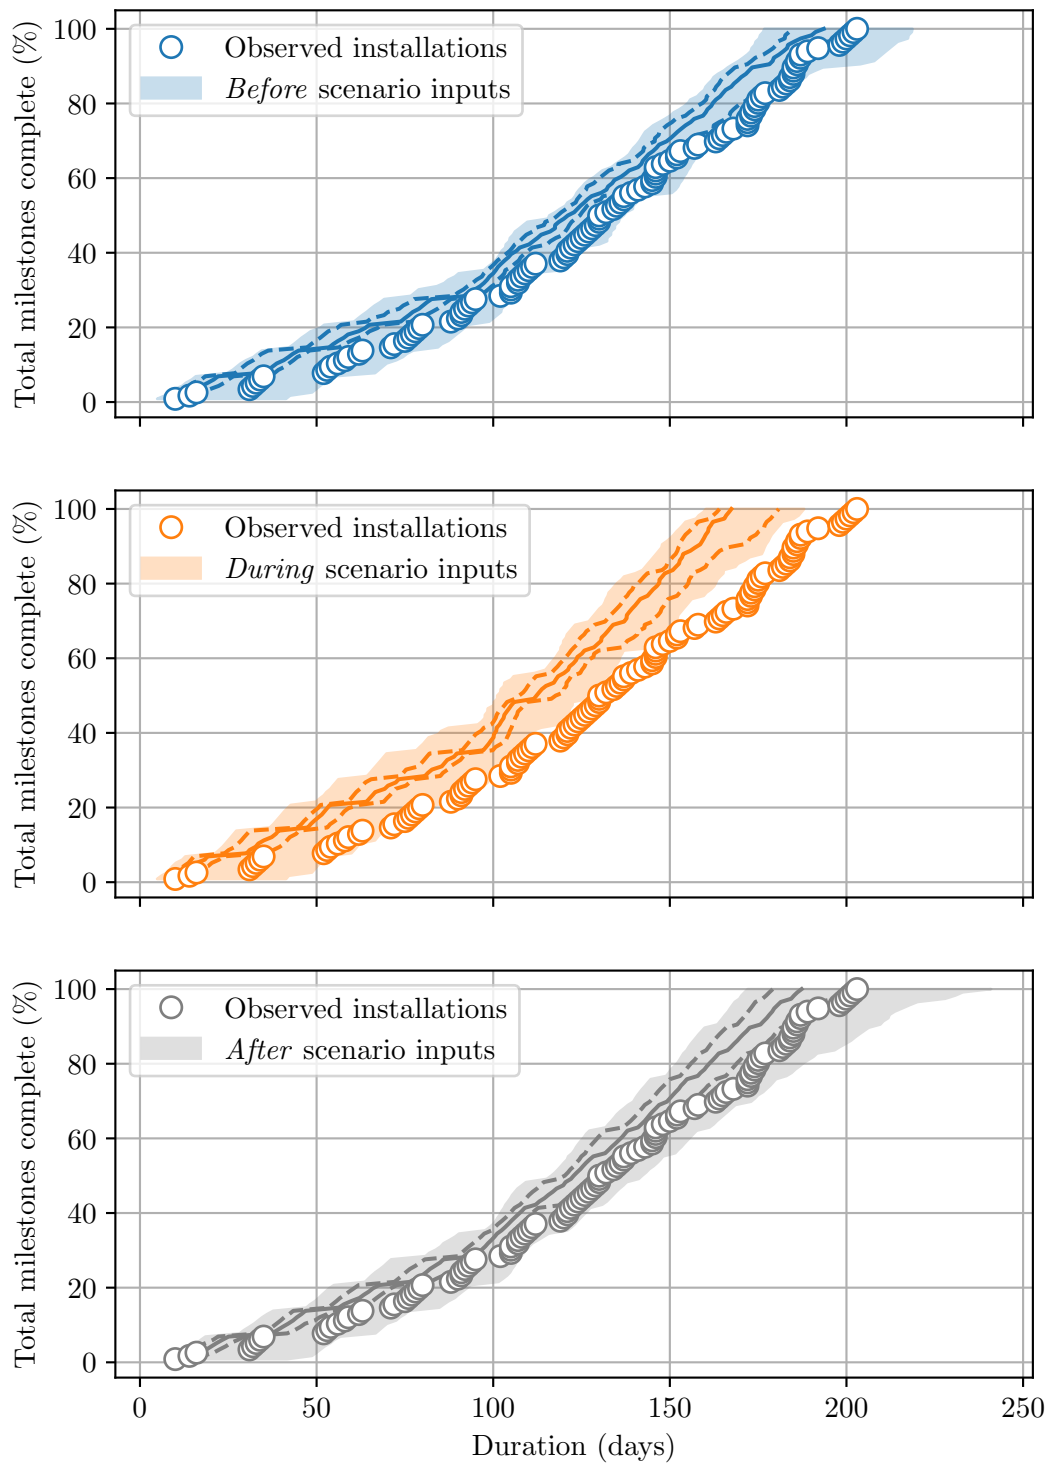 Total milestones complete (%)
100
80
60
40
20
0
Observed installations
Before scenario inputs
Total milestones complete (%)
100
80
60
40
20
0
Observed installations
During scenario inputs
Total milestones complete (%)
100
80
60
40
20
0
Observed installations
After scenario inputs
0 50 100 150 200 250
Duration (days)